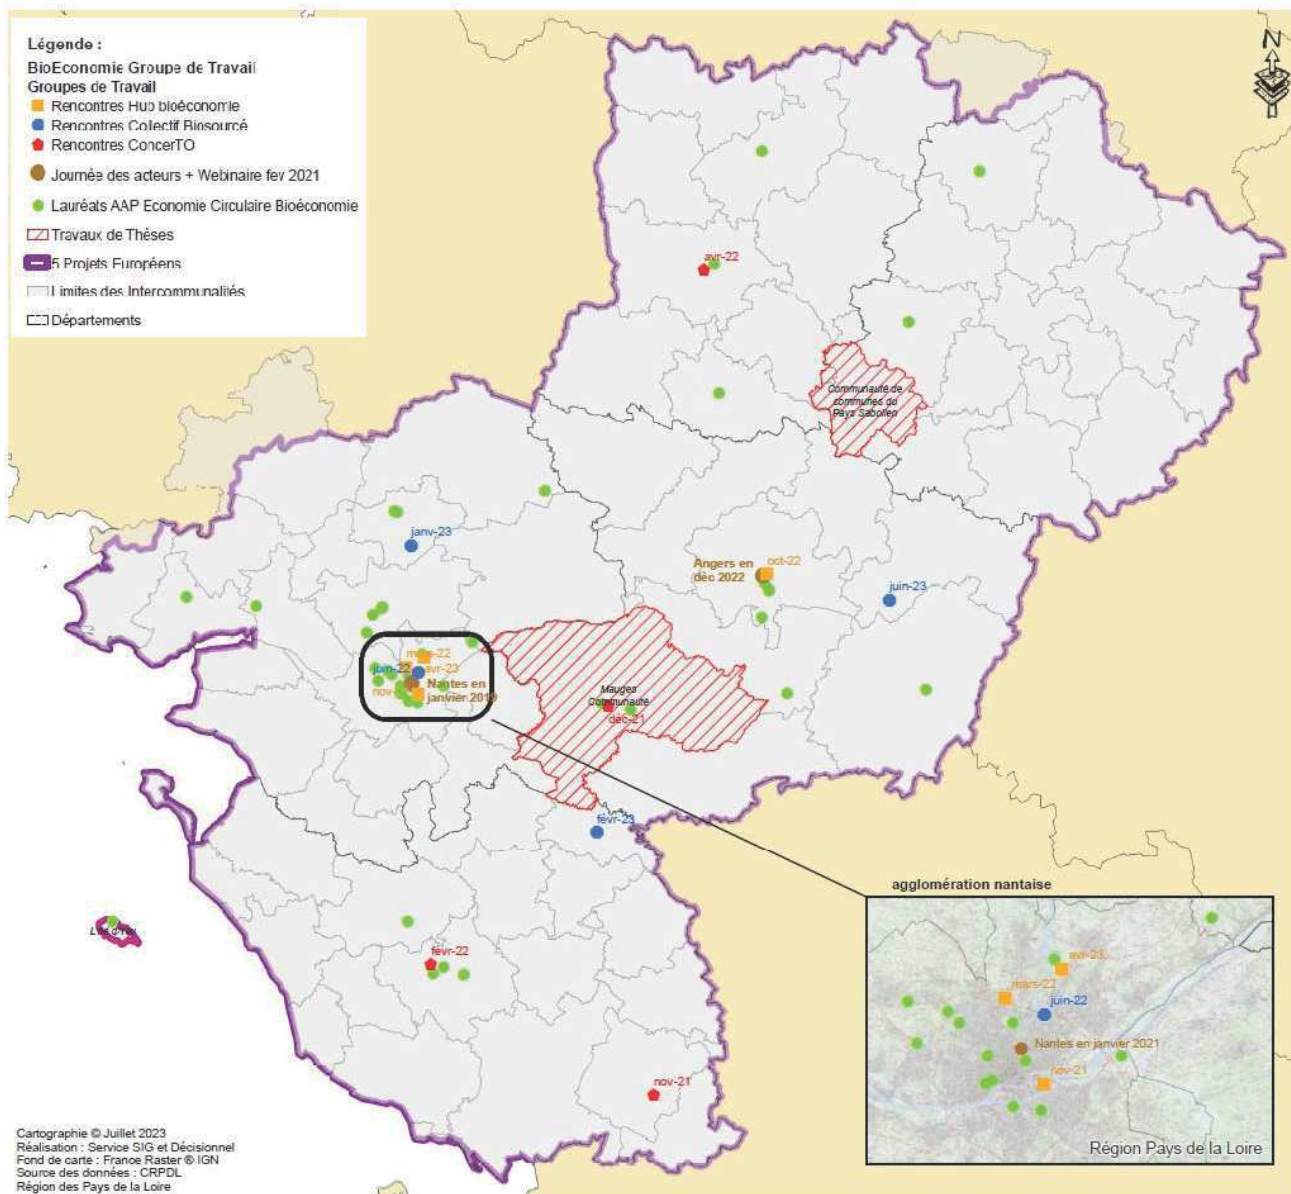 Légende :
BioEconomie Groupe de Travail
Groupes de Travail
Rencontres Hub bioéconomie
Rencontres Collectif Biosourcé
Rencontres ConcerTO
Journée des acteurs + Webinaire fev 2021
Lauréats AAP Economie Circulaire Bioéconomie
Travaux de Thèses
5 Projets Européens
Limites des Intercommunalités
Départements
N
avr-22
Communauté de
communes du
Pays Sabolien
janv-23
Angers en
déc 2022
oct-22
juin-23
mars-22
juin-22
avr-23
nov-
Nantes en
janvier 2019
Mauges
Communauté
déc-21
févr-23
L'Ile d'Yeu
févr-22
nov-21
agglomération nantaise
avr-23
mars-22
juin-22
Nantes en janvier 2021
nov-21
Région Pays de la Loire
Cartographie © Juillet 2023
Réalisation : Service SIG et Décisionnel
Fond de carte : France Raster ® IGN
Source des données : CRPDL
Région des Pays de la Loire